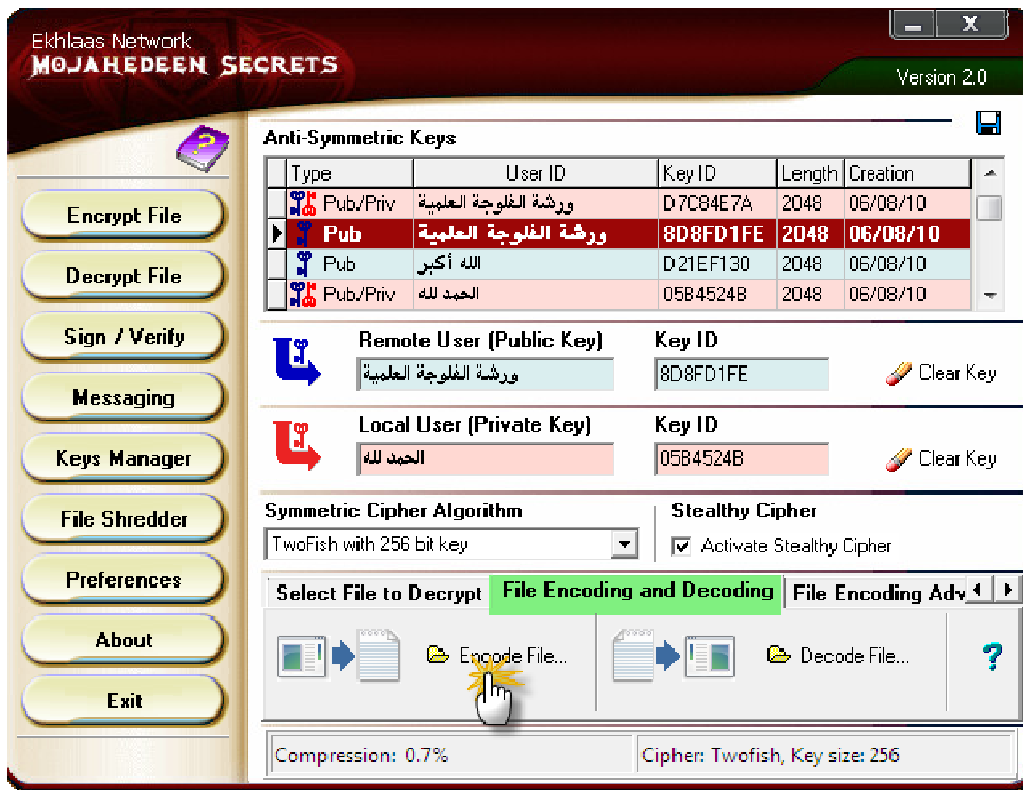 Ekhlaas Network
MOJAHEDEEN SECRETS
Version 2.0
Encrypt File
Decrypt File
Sign / Verify
Messaging
Keys Manager
File Shredder
Preferences
About
Exit
Anti-Symmetric Keys
Type User ID Key ID Length Creation
Pub/Priv ورشة الفلوجة العلمية D7C84E7A 2048 06/08/10
Pub ورشة الفلوجة العلمية 8D8FD1FE 2048 06/08/10
Pub الله أكبر D21EF130 2048 06/08/10
Pub/Priv الحمد لله 05B4524B 2048 06/08/10
Remote User (Public Key) Key ID
ورشة الفلوجة العلمية 8D8FD1FE Clear Key
Local User (Private Key) Key ID
الحمد لله 05B4524B Clear Key
Symmetric Cipher Algorithm Stealthy Cipher
TwoFish with 256 bit key Activate Stealthy Cipher
Select File to Decrypt File Encoding and Decoding File Encoding Adv
Encode File... Decode File... ?
Compression: 0.7% Cipher: Twofish, Key size: 256